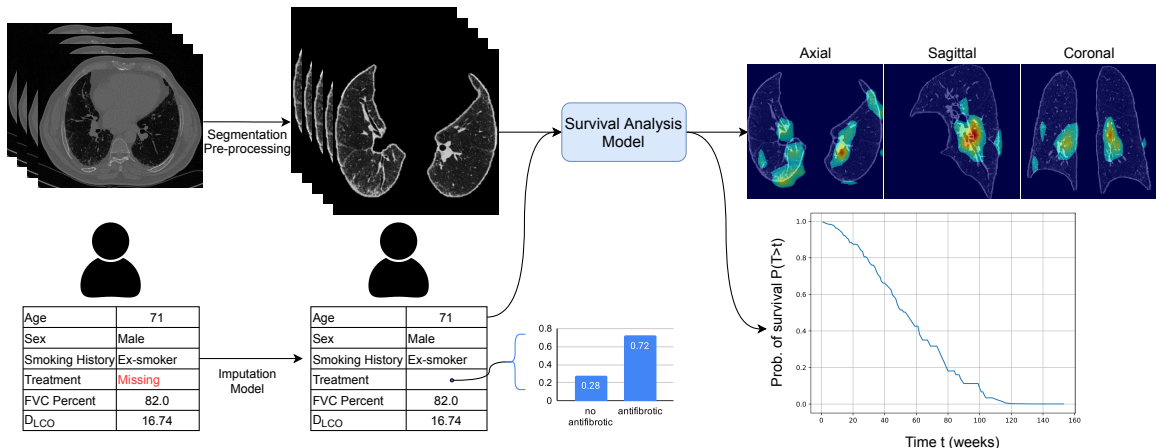 Axial Sagittal Coronal
Segmentation
Pre-processing
Survival Analysis
Model
Age 71
Sex Male
Smoking History Ex-smoker
Treatment Missing
FVC Percent 82.0
DLCO 16.74
Imputation
Model
Age 71
Sex Male
Smoking History Ex-smoker
Treatment
FVC Percent 82.0
DLCO 16.74
0.8
0.6
0.4
0.2
0
0.28
0.72
no
antifibrotic
antifibrotic
Prob. of survival P(T>t)
1.0
0.8
0.6
0.4
0.2
0.0
0 20 40 60 80 100 120 140 160
Time t (weeks)